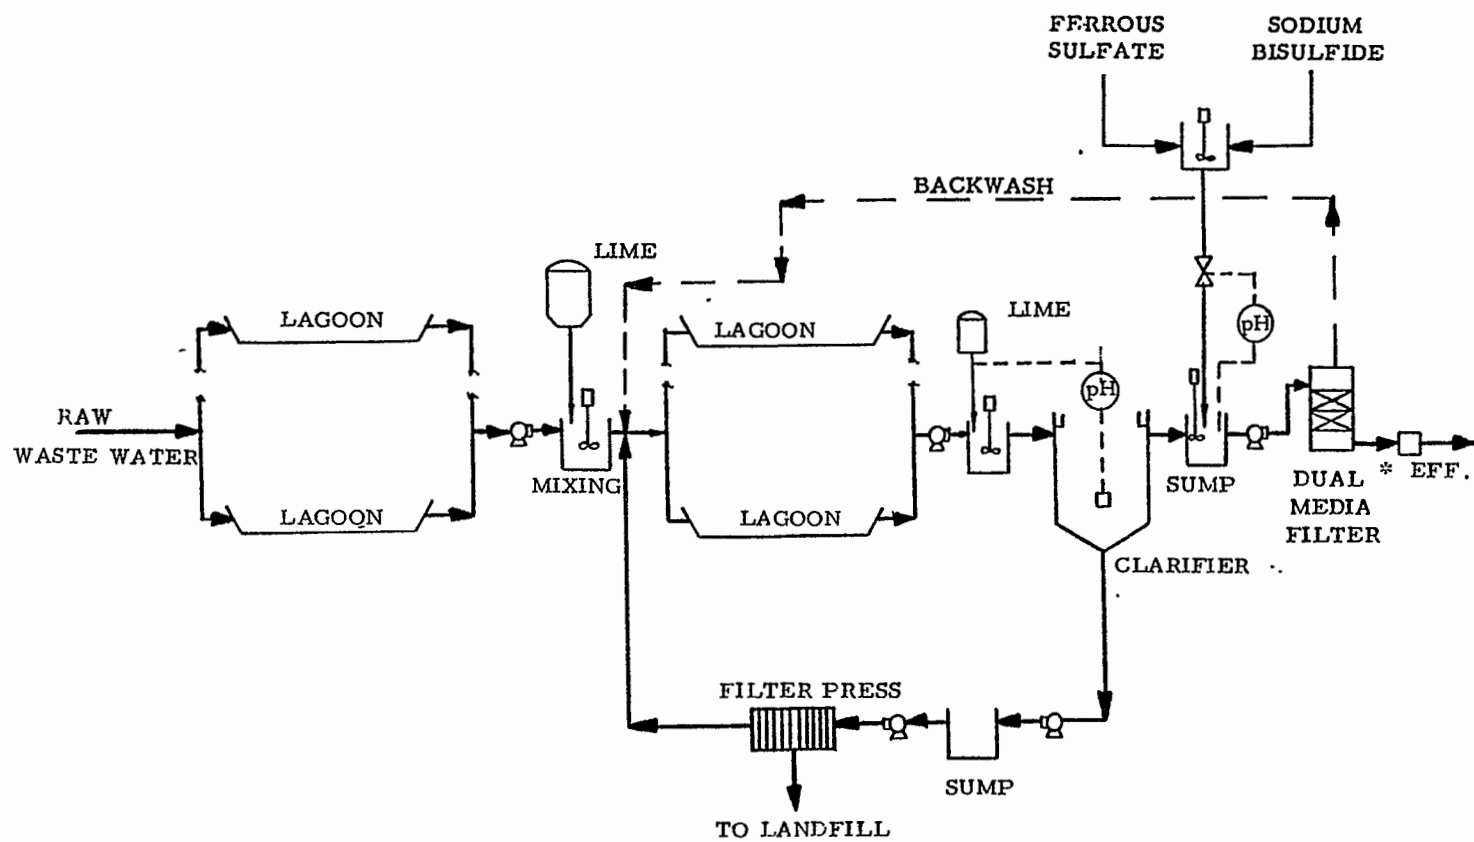 FERROUS
SULFATE
SODIUM
BISULFIDE
BACKWASH
LIME
LAGOON
LAGOON
LIME
pH
pH
RAW
WASTE WATER
MIXING
LAGOON
LAGOON
SUMP
* EFF.
DUAL
MEDIA
FILTER
CLARIFIER
FILTER PRESS
SUMP
TO LANDFILL